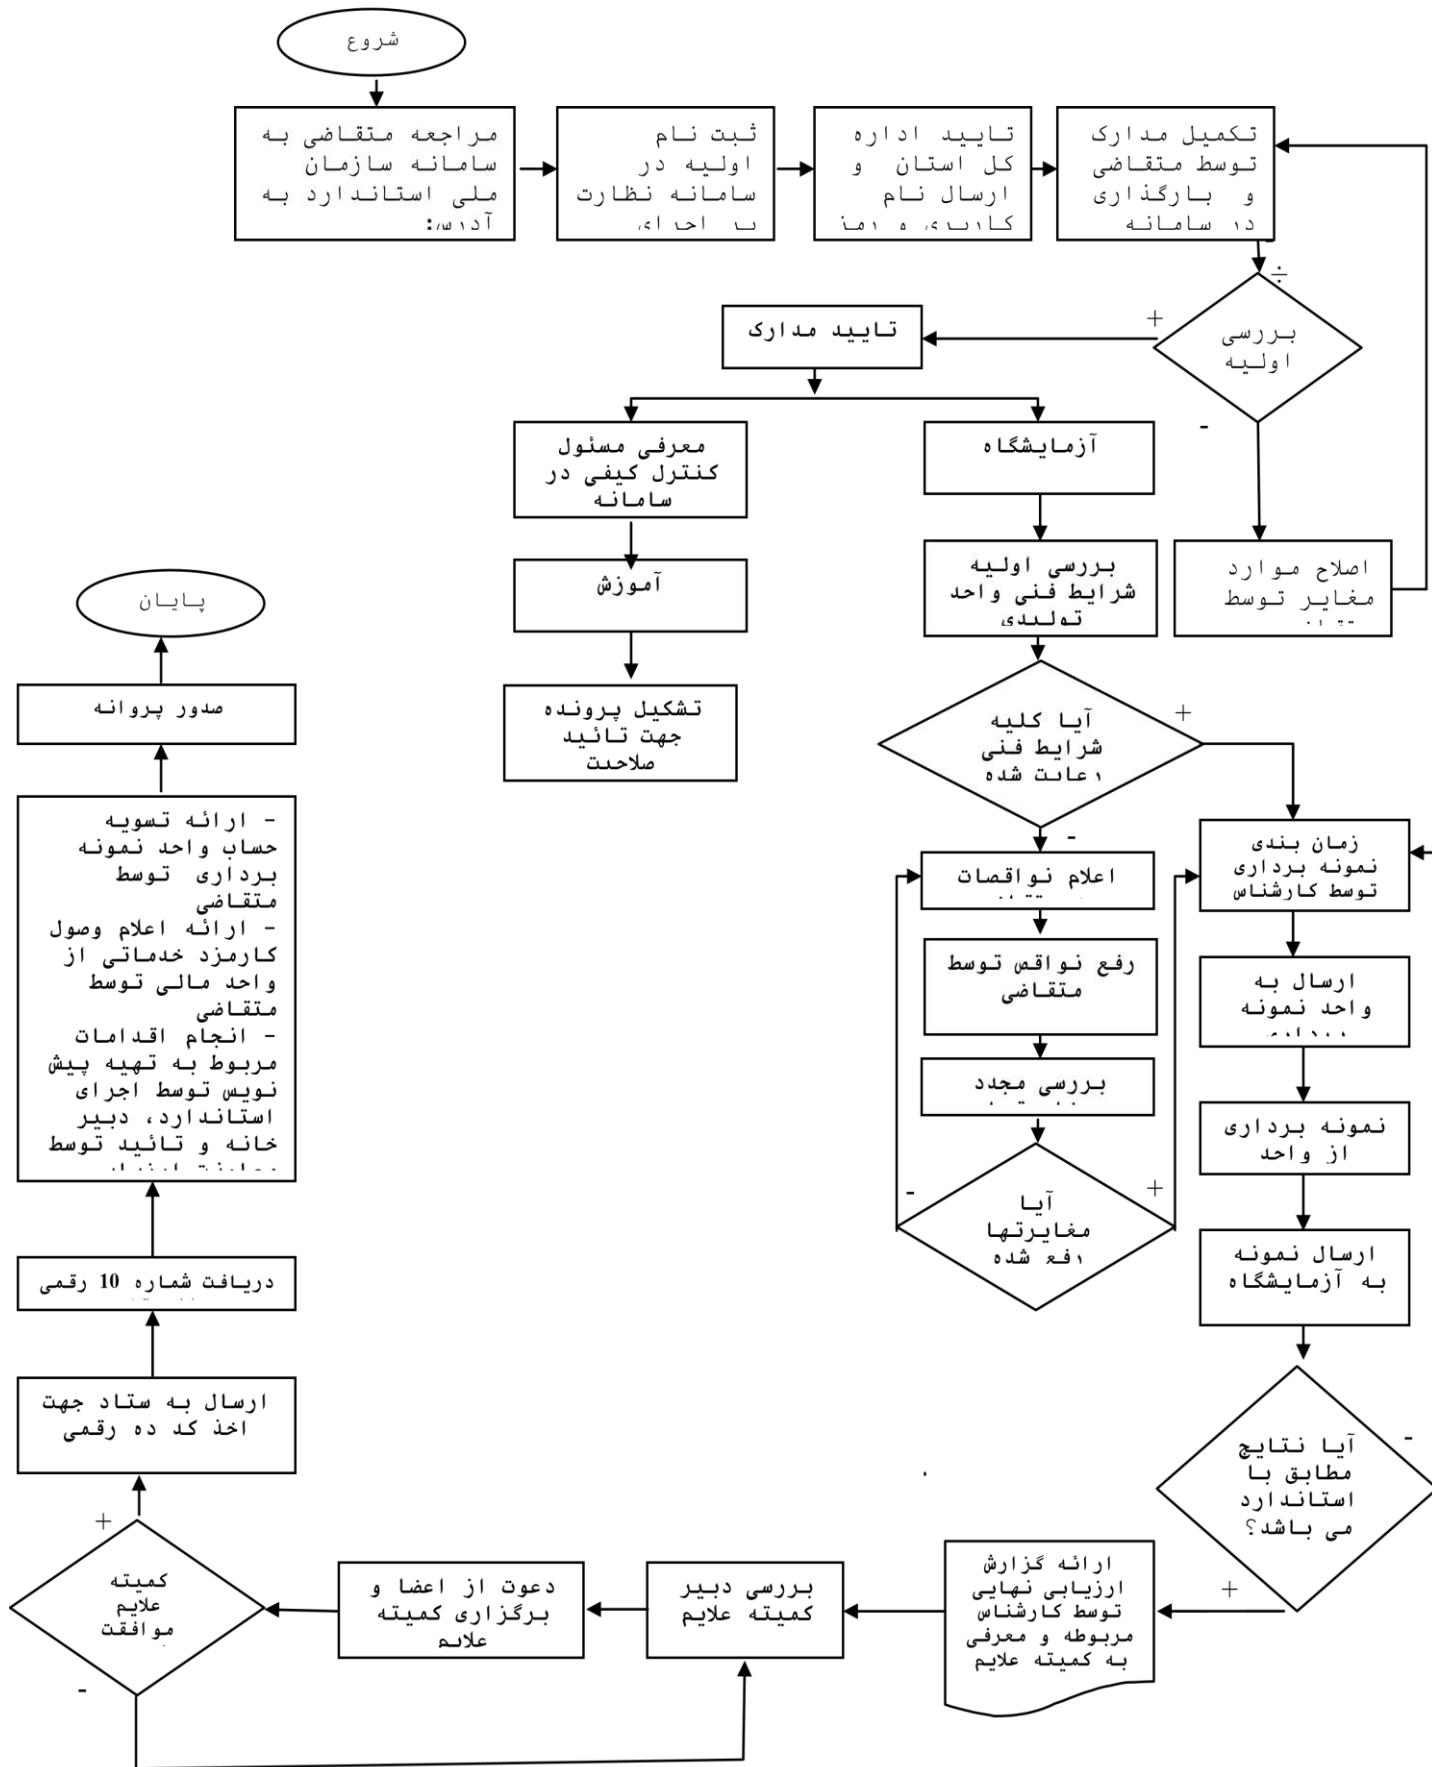 شروع
مراجعه متقاضی به
سامانه سازمان
ملی استاندارد به
آدرس:
ثبت نام
اولیه در
سامانه نظارت
بر اجرای
تایید اداره
کل استان و
ارسال نام
کاربری و رمز
تکمیل مدارک
توسط متقاضی
و بارگذاری
در سامانه
-
÷
بررسی
اولیه
+
-
تایید مدارک
معرفی مسئول
کنترل کیفی در
سامانه
آموزش
تشکیل پرونده
جهت تائید
صلاحیت
آزمایشگاه
بررسی اولیه
شرایط فنی واحد
تولیدی
اصلاح موارد
مغایر توسط
آیا کلیه
شرایط فنی
رعایت شده
+
-
اعلام نواقصات
رفع نواقص توسط
متقاضی
بررسی مجدد
آیا
مغایرتها
رفع شده
-
+
زمان بندی
نمونه برداری
توسط کارشناس
ارسال به
واحد نمونه
برداری
نمونه برداری
از واحد
ارسال نمونه
به آزمایشگاه
آیا نتایج
مطابق با
استاندارد
می باشد؟
-
+
ارائه گزارش
ارزیابی نهایی
توسط کارشناس
مربوطه و معرفی
به کمیته علایم
.
بررسی دبیر
کمیته علایم
دعوت از اعضا و
برگزاری کمیته
علایم
کمیته
علایم
موافقت
+
-
ارسال به ستاد جهت
اخذ کد ده رقمی
دریافت شماره 10 رقمی
- ارائه تسویه
حساب واحد نمونه
برداری توسط
متقاضی
- ارائه اعلام وصول
کارمزد خدماتی از
واحد مالی توسط
متقاضی
- انجام اقدامات
مربوط به تهیه پیش
نویس توسط اجرای
استاندارد، دبیر
خانه و تائید توسط
صدور پروانه
پایان